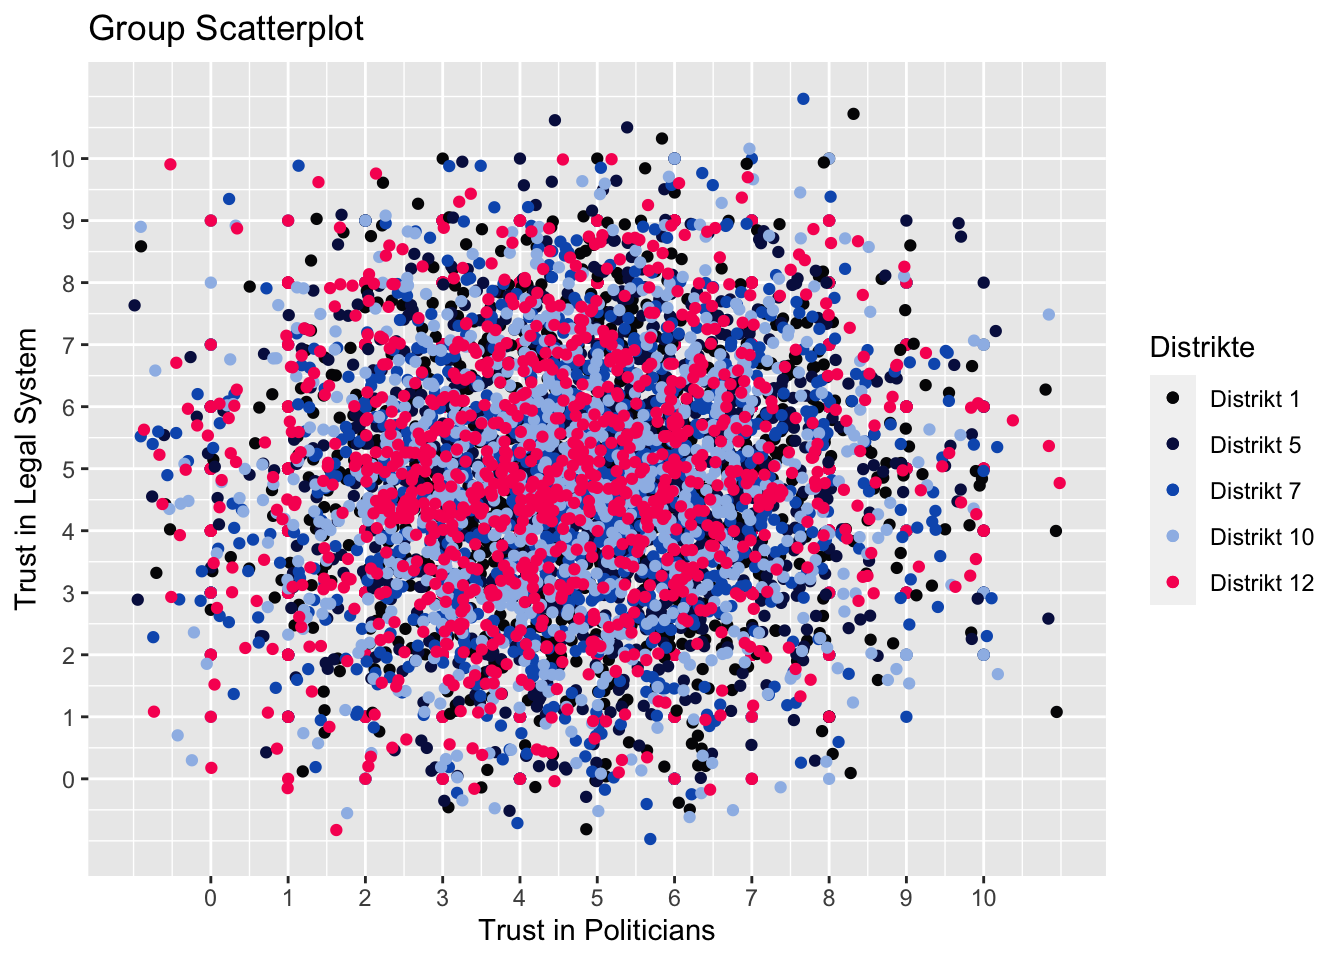 Group Scatterplot
Trust in Legal System
10
9
8
7
6
5
4
3
2
1
0
0 1 2 3 4 5 6 7 8 9 10
Trust in Politicians
Distrikte
Distrikt 1
Distrikt 5
Distrikt 7
Distrikt 10
Distrikt 12